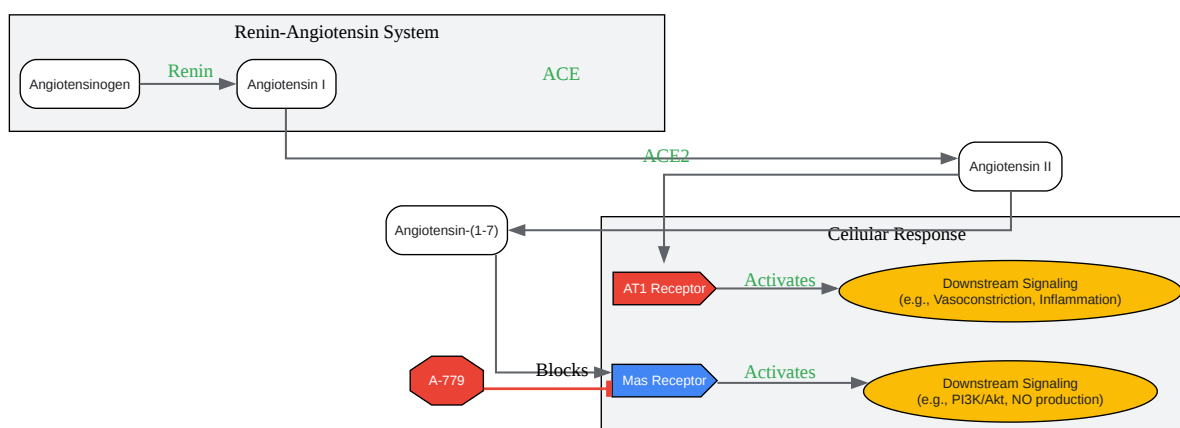 Renin-Angiotensin System
Angiotensinogen
Renin
Angiotensin I
ACE
ACE2
Angiotensin II
Angiotensin-(1-7)
Cellular Response
AT1 Receptor
Activates
Downstream Signaling
(e.g., Vasoconstriction, Inflammation)
A-779
Blocks
Mas Receptor
Activates
Downstream Signaling
(e.g., PI3K/Akt, NO production)